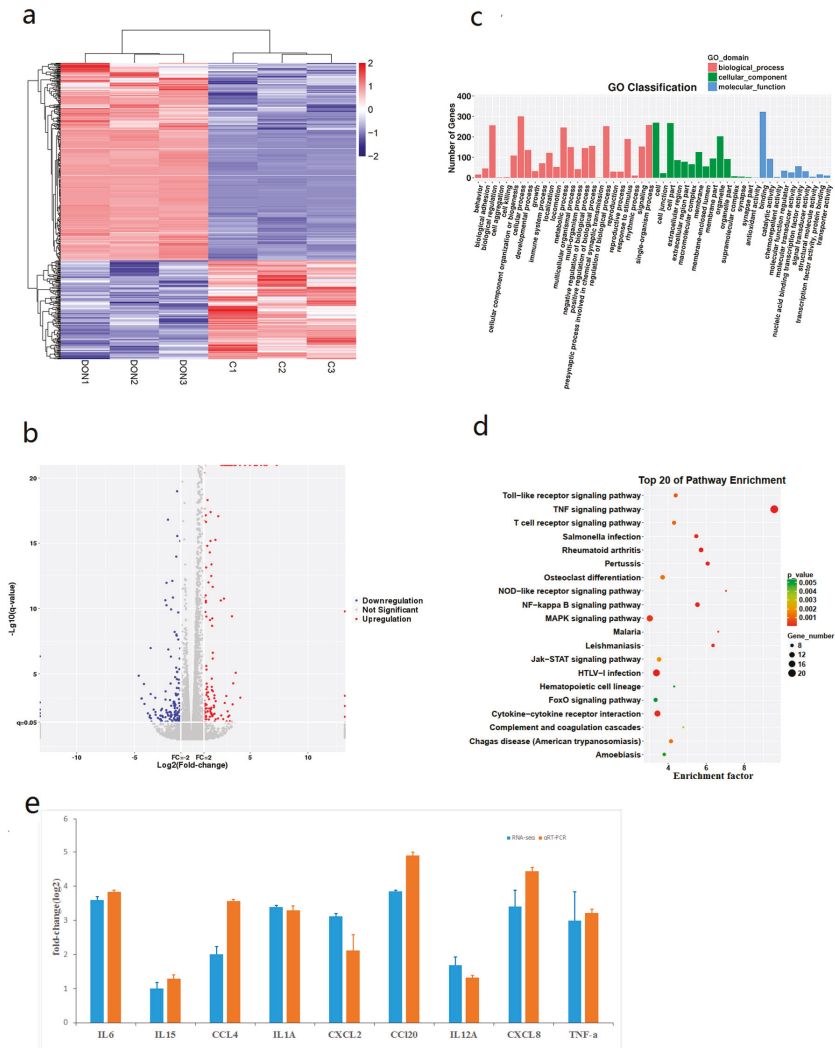 a
2
1
0
−1
−2
DON1
DON2
DON3
C1
C2
C3
b
20
15
10
5
q=0.05
-Lg10(q-value)
-10
-5
FC=-2
FC=2
5
10
Log2(Fold-change)
Downregulation
Not Significant
Upregulation
c
GO_domain
biological_process
cellular_component
molecular_function
GO Classification
Number of Genes
400
300
200
100
0
behavior
biological adhesion
biological regulation
cell aggregation
cell killing
cellular component organization or biogenesis
cellular process
developmental process
growth
immune system process
localization
locomotion
metabolic process
multicellular organismal process
multi-organism process
negative regulation of biological process
positive regulation of biological process
presynaptic process involved in chemical synaptic transmission
regulation of biological process
reproduction
reproductive process
response to stimulus
rhythmic process
signaling
single-organism process
cell
cell junction
cell part
extracellular region
extracellular region part
macromolecular complex
membrane
membrane-enclosed lumen
membrane part
organelle
organelle part
supramolecular complex
synapse
synapse part
antioxidant activity
binding
catalytic activity
chemorepellent activity
molecular function regulator
molecular transducer activity
nucleic acid binding transcription factor activity
signal transducer activity
structural molecule activity
transcription factor activity, protein binding
transporter activity
d
Top 20 of Pathway Enrichment
Toll-like receptor signaling pathway
TNF signaling pathway
T cell receptor signaling pathway
Salmonella infection
Rheumatoid arthritis
Pertussis
Osteoclast differentiation
NOD-like receptor signaling pathway
NF-kappa B signaling pathway
MAPK signaling pathway
Malaria
Leishmaniasis
Jak-STAT signaling pathway
HTLV-I infection
Hematopoietic cell lineage
FoxO signaling pathway
Cytokine-cytokine receptor interaction
Complement and coagulation cascades
Chagas disease (American trypanosomiasis)
Amoebiasis
4
6
8
Enrichment factor
p_value
0.005
0.004
0.003
0.002
0.001
Gene_number
8
12
16
20
e
fold-change(log2)
6
5
4
3
2
1
0
RNA-seq
qRT-PCR
IL6
IL15
CCL4
IL1A
CXCL2
CCl20
IL12A
CXCL8
TNF-a